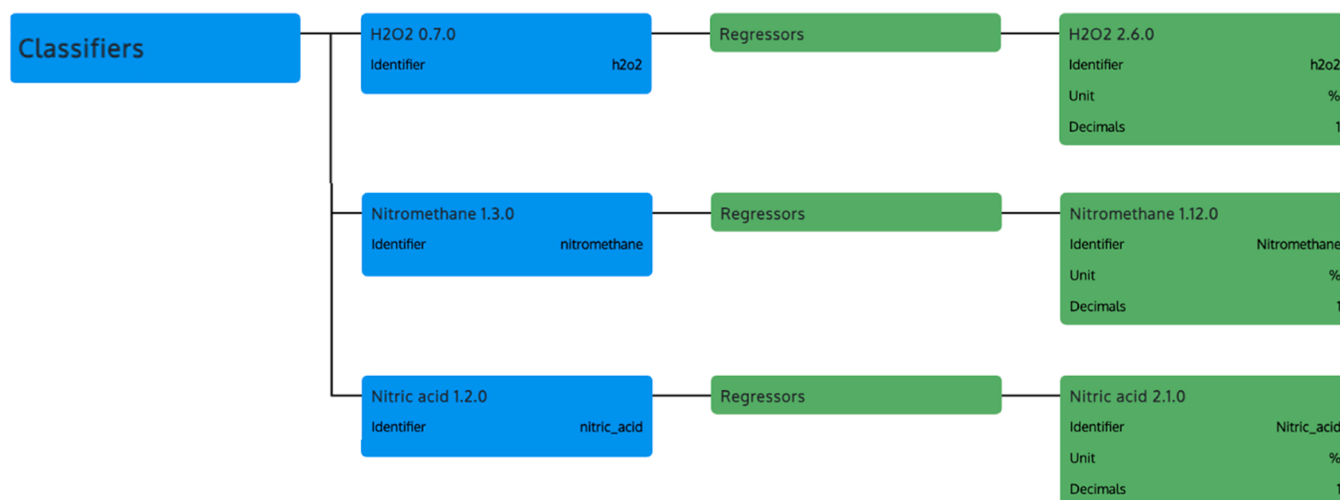 Classifiers
H2O2 0.7.0
Identifier h2o2
Regressors
H2O2 2.6.0
Identifier h2o2
Unit %
Decimals 1
Nitromethane 1.3.0
Identifier nitromethane
Regressors
Nitromethane 1.12.0
Identifier Nitromethane
Unit %
Decimals 1
Nitric acid 1.2.0
Identifier nitric_acid
Regressors
Nitric acid 2.1.0
Identifier Nitric_acid
Unit %
Decimals 1